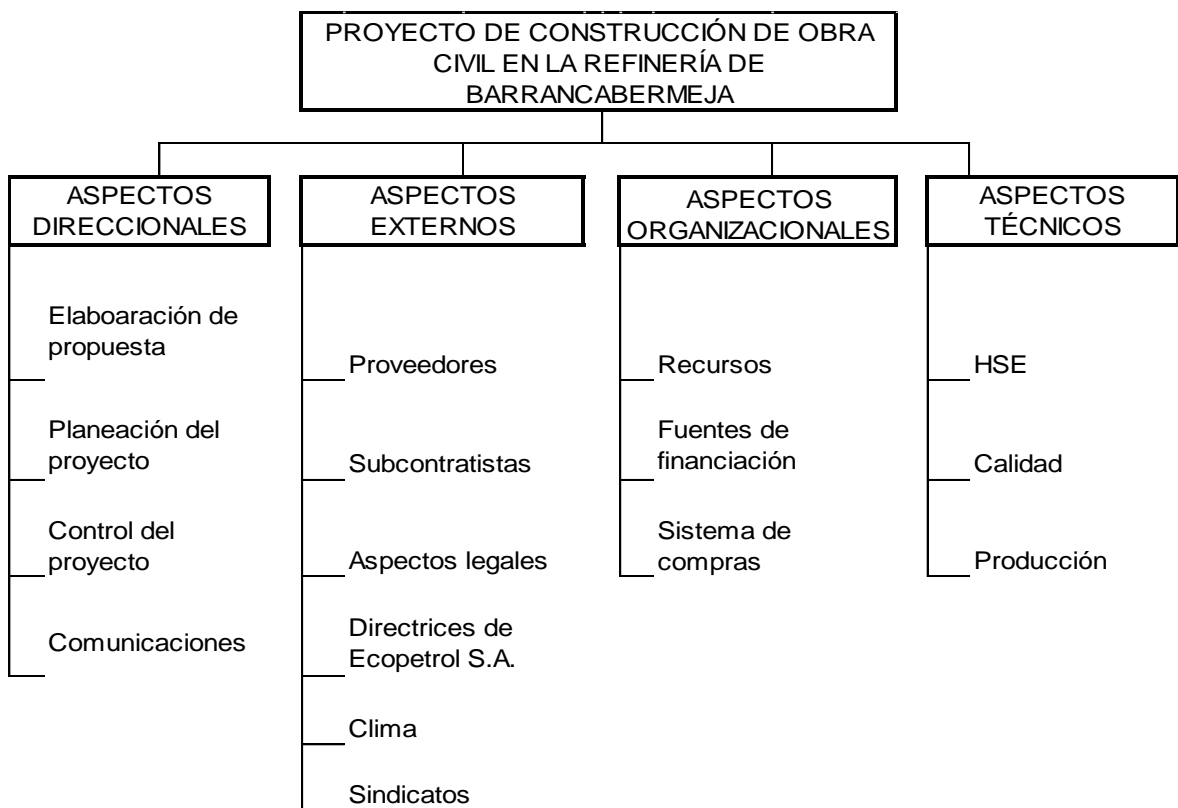 PROYECTO DE CONSTRUCCIÓN DE OBRA
CIVIL EN LA REFINERÍA DE
BARRANCABERMEJA
ASPECTOS
DIRECCIONALES
Elaboaración de
propuesta
Planeación del
proyecto
Control del
proyecto
Comunicaciones
ASPECTOS
EXTERNOS
Proveedores
Subcontratistas
Aspectos legales
Directrices de
Ecopetrol S.A.
Clima
Sindicatos
ASPECTOS
ORGANIZACIONALES
Recursos
Fuentes de
financiación
Sistema de
compras
ASPECTOS
TÉCNICOS
HSE
Calidad
Producción